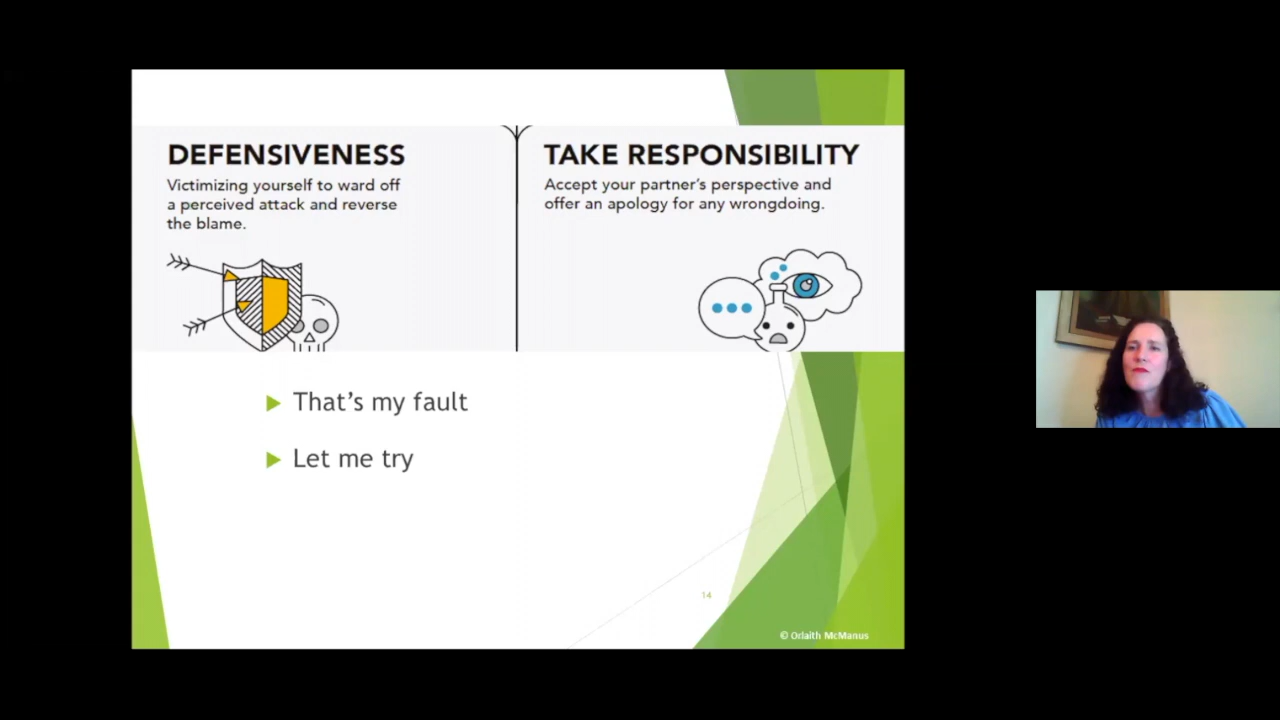 DEFENSIVENESS
Victimizing yourself to ward off
a perceived attack and reverse
the blame.
TAKE RESPONSIBILITY
Accept your partner's perspective and
offer an apology for any wrongdoing.
That's my fault
Let me try
14
© Orlaith McManus